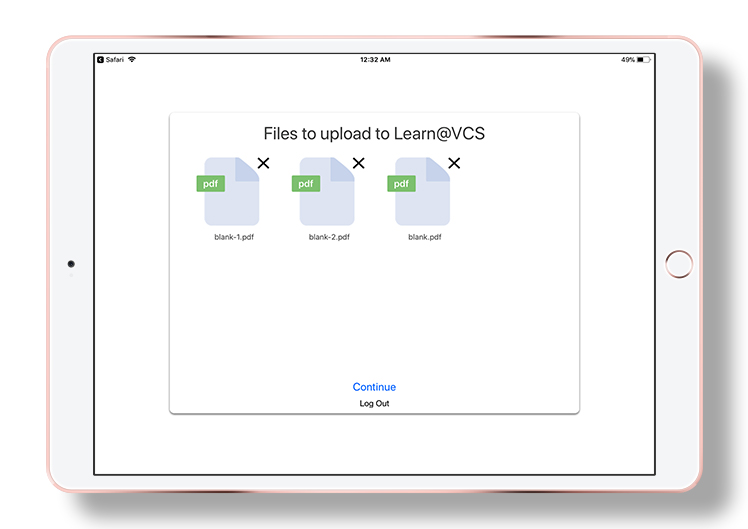 Safari 12:32 AM 49%
Files to upload to Learn@VCS
pdf pdf pdf
blank-1.pdf blank-2.pdf blank.pdf
Continue
Log Out